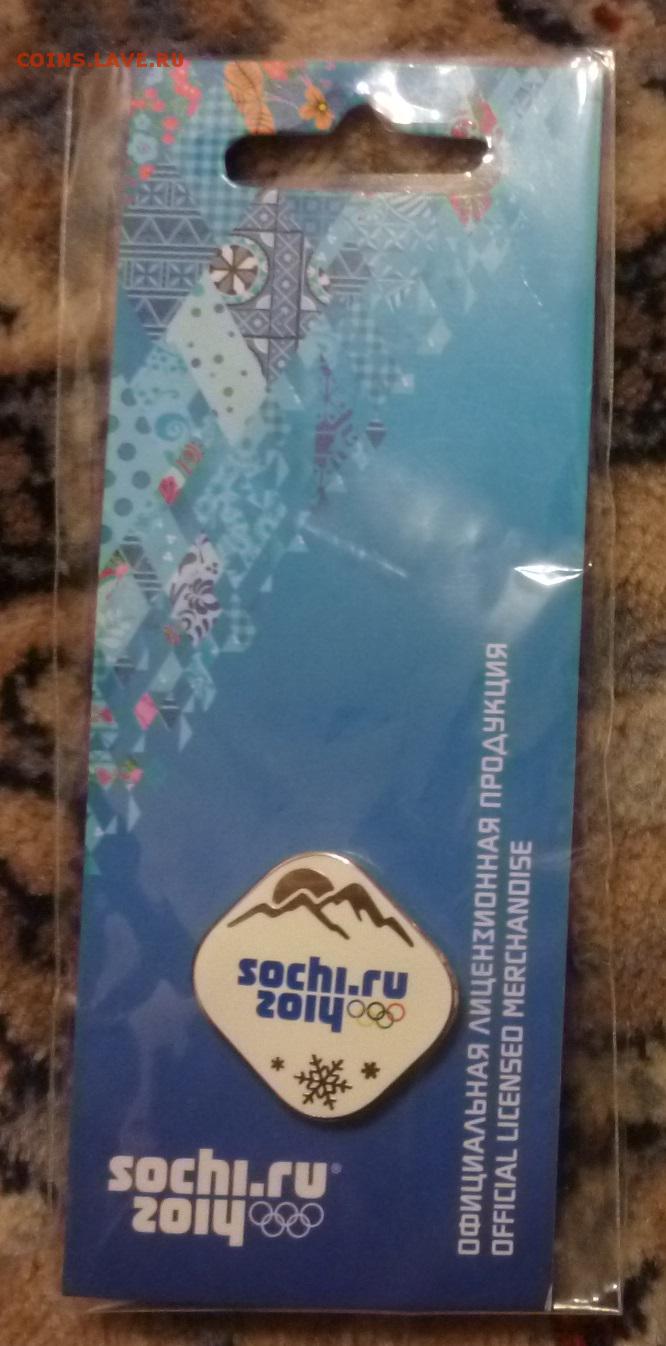 COINS.LAVE.RU
sochi.ru
2014
ОФИЦИАЛЬНАЯ ЛИЦЕНЗИОННАЯ ПРОДУКЦИЯ
OFFICIAL LICENSED MERCHANDISE
sochi.ru®
2014